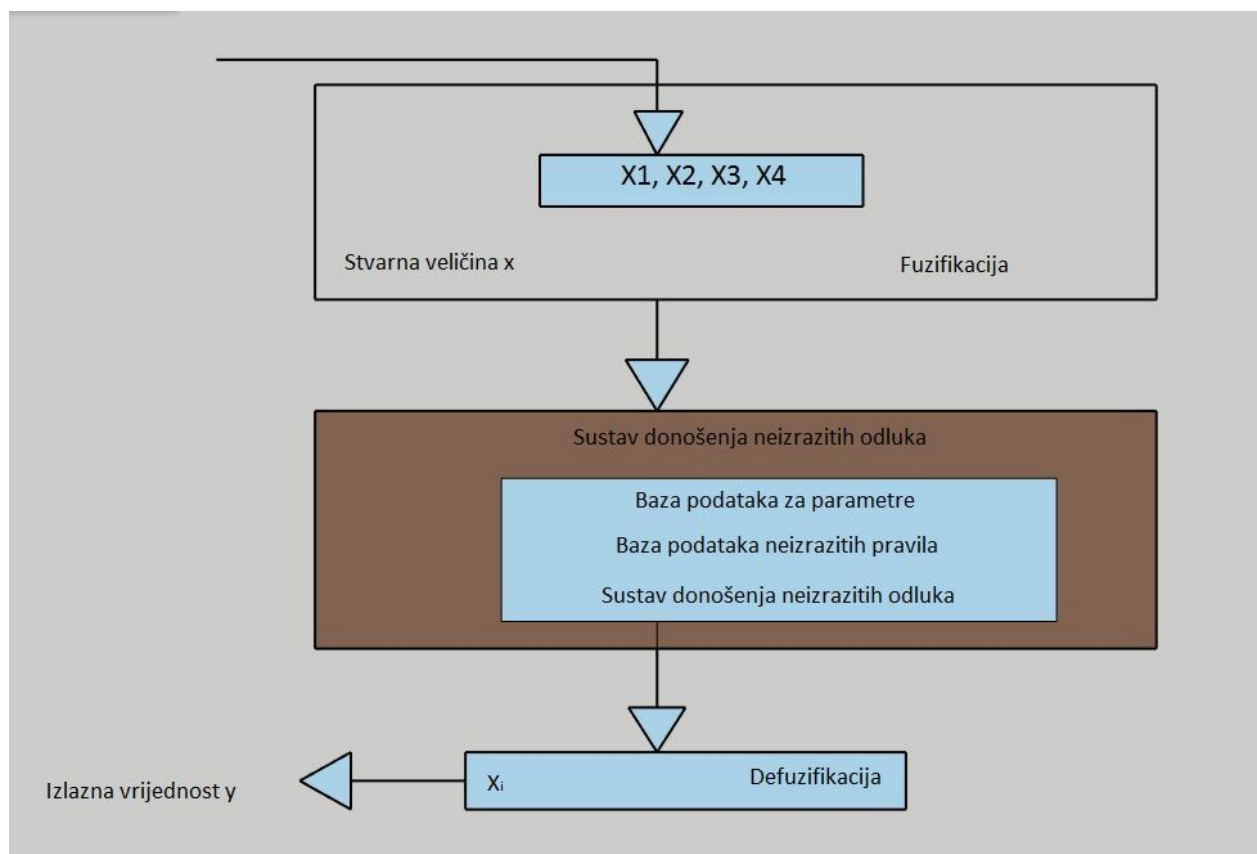 X1, X2, X3, X4
Stvarna veličina x
Fuzifikacija
Sustav donošenja neizrazitih odluka
Baza podataka za parametre
Baza podataka neizrazitih pravila
Sustav donošenja neizrazitih odluka
Xi
Defuzifikacija
Izlazna vrijednost y